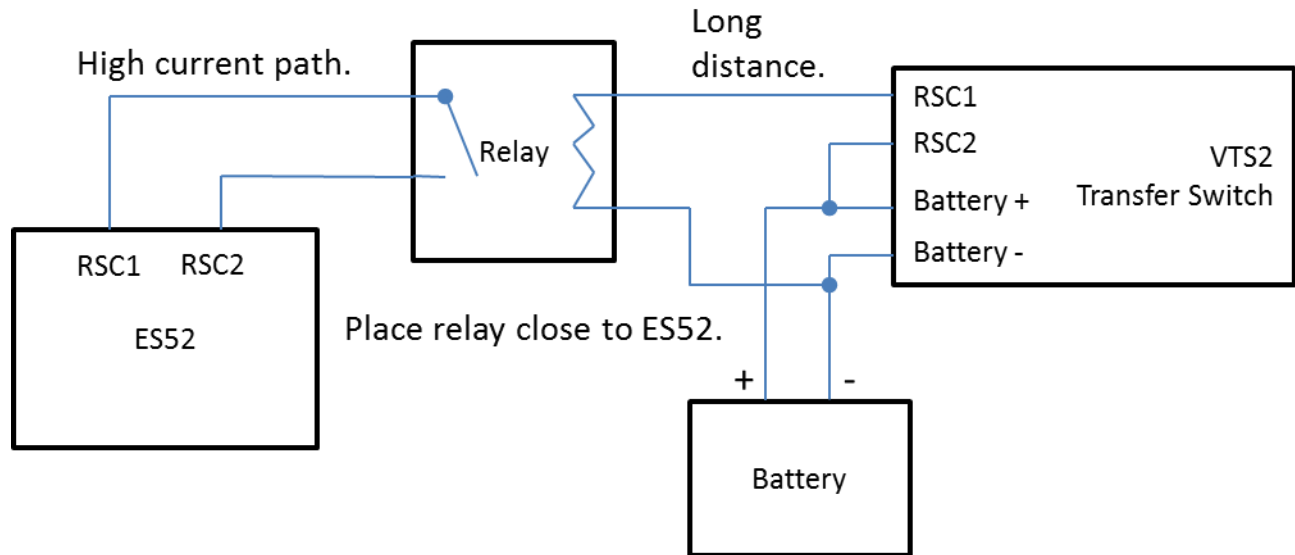 High current path.
Long
distance.
Relay
RSC1
RSC2
VTS2
Transfer Switch
Battery +
Battery -
RSC1 RSC2
ES52
Place relay close to ES52.
+ -
Battery